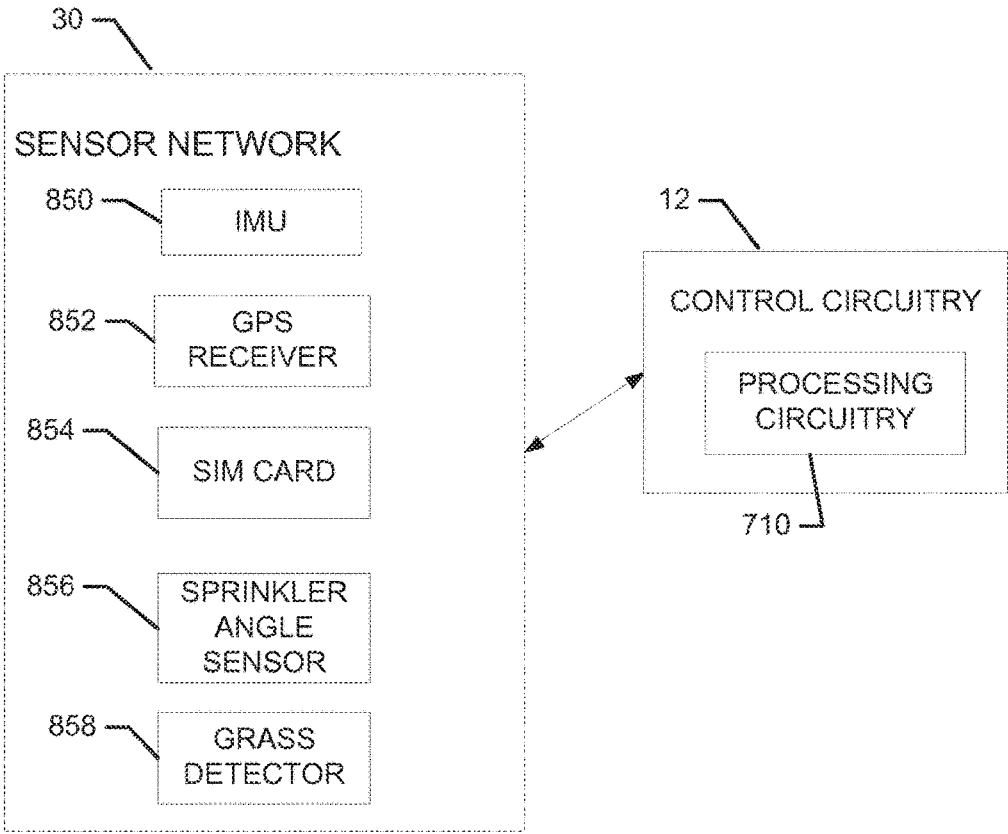 30
SENSOR NETWORK
850
IMU
852
GPS
RECEIVER
854
SIM CARD
856
SPRINKLER
ANGLE
SENSOR
858
GRASS
DETECTOR
12
CONTROL CIRCUITRY
PROCESSING
CIRCUITRY
710